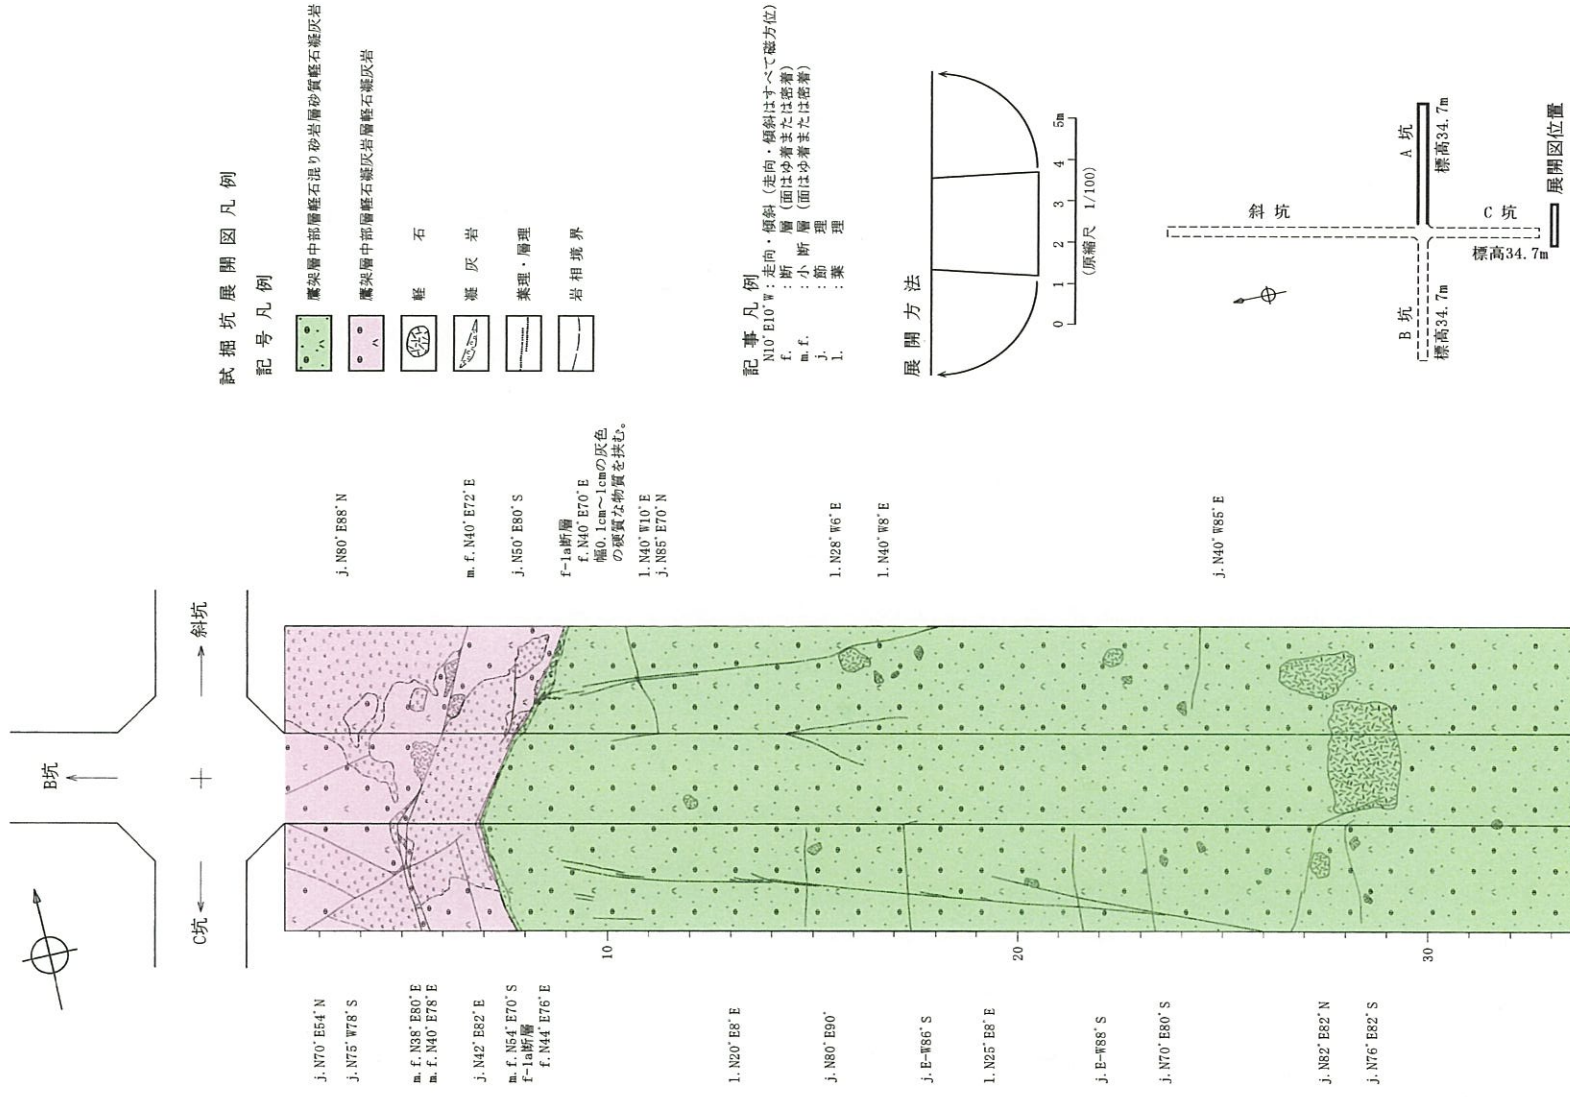 試掘坑展開図凡例
記号凡例
鷹架層中部層軽石混り砂岩層砂質軽石凝灰岩
鷹架層中部層軽石凝灰岩層軽石凝灰岩
軽石
凝灰岩
葉理・層理
岩相境界
記事凡例
N10°E10°W：走向・傾斜（走向・傾斜はすべて磁方位）
f. ：断層（面はゆ着または密着）
m.f. ：小断層（面はゆ着または密着）
j. ：節理
l. ：葉理
展開方法
0 1 2 3 4 5m
（原縮尺 1/100）
斜坑
A坑
標高34.7m
B坑
標高34.7m
C坑
標高34.7m
展開図位置
B坑
斜坑
C坑
j.N80°E88°N
m.f.N40°E72°E
j.N50°E80°S
f-1a断層
f.N40°E70°E
幅0.1cm～1cmの灰色
の硬質な物質を挟む。
l.N40°W10°E
j.N85°E70°N
l.N28°W6°E
l.N40°W8°E
j.N40°W85°E
10
20
30
j.N70°E54°N
j.N75°W78°S
m.f.N38°E80°E
m.f.N40°E78°E
j.N42°E82°E
m.f.N54°E70°S
f-1a断層
f.N44°E76°E
l.N20°E8°E
j.N80°E90°
j.E-W86°S
l.N25°E8°E
j.E-W88°S
j.N70°E80°S
j.N82°E82°N
j.N76°E82°S